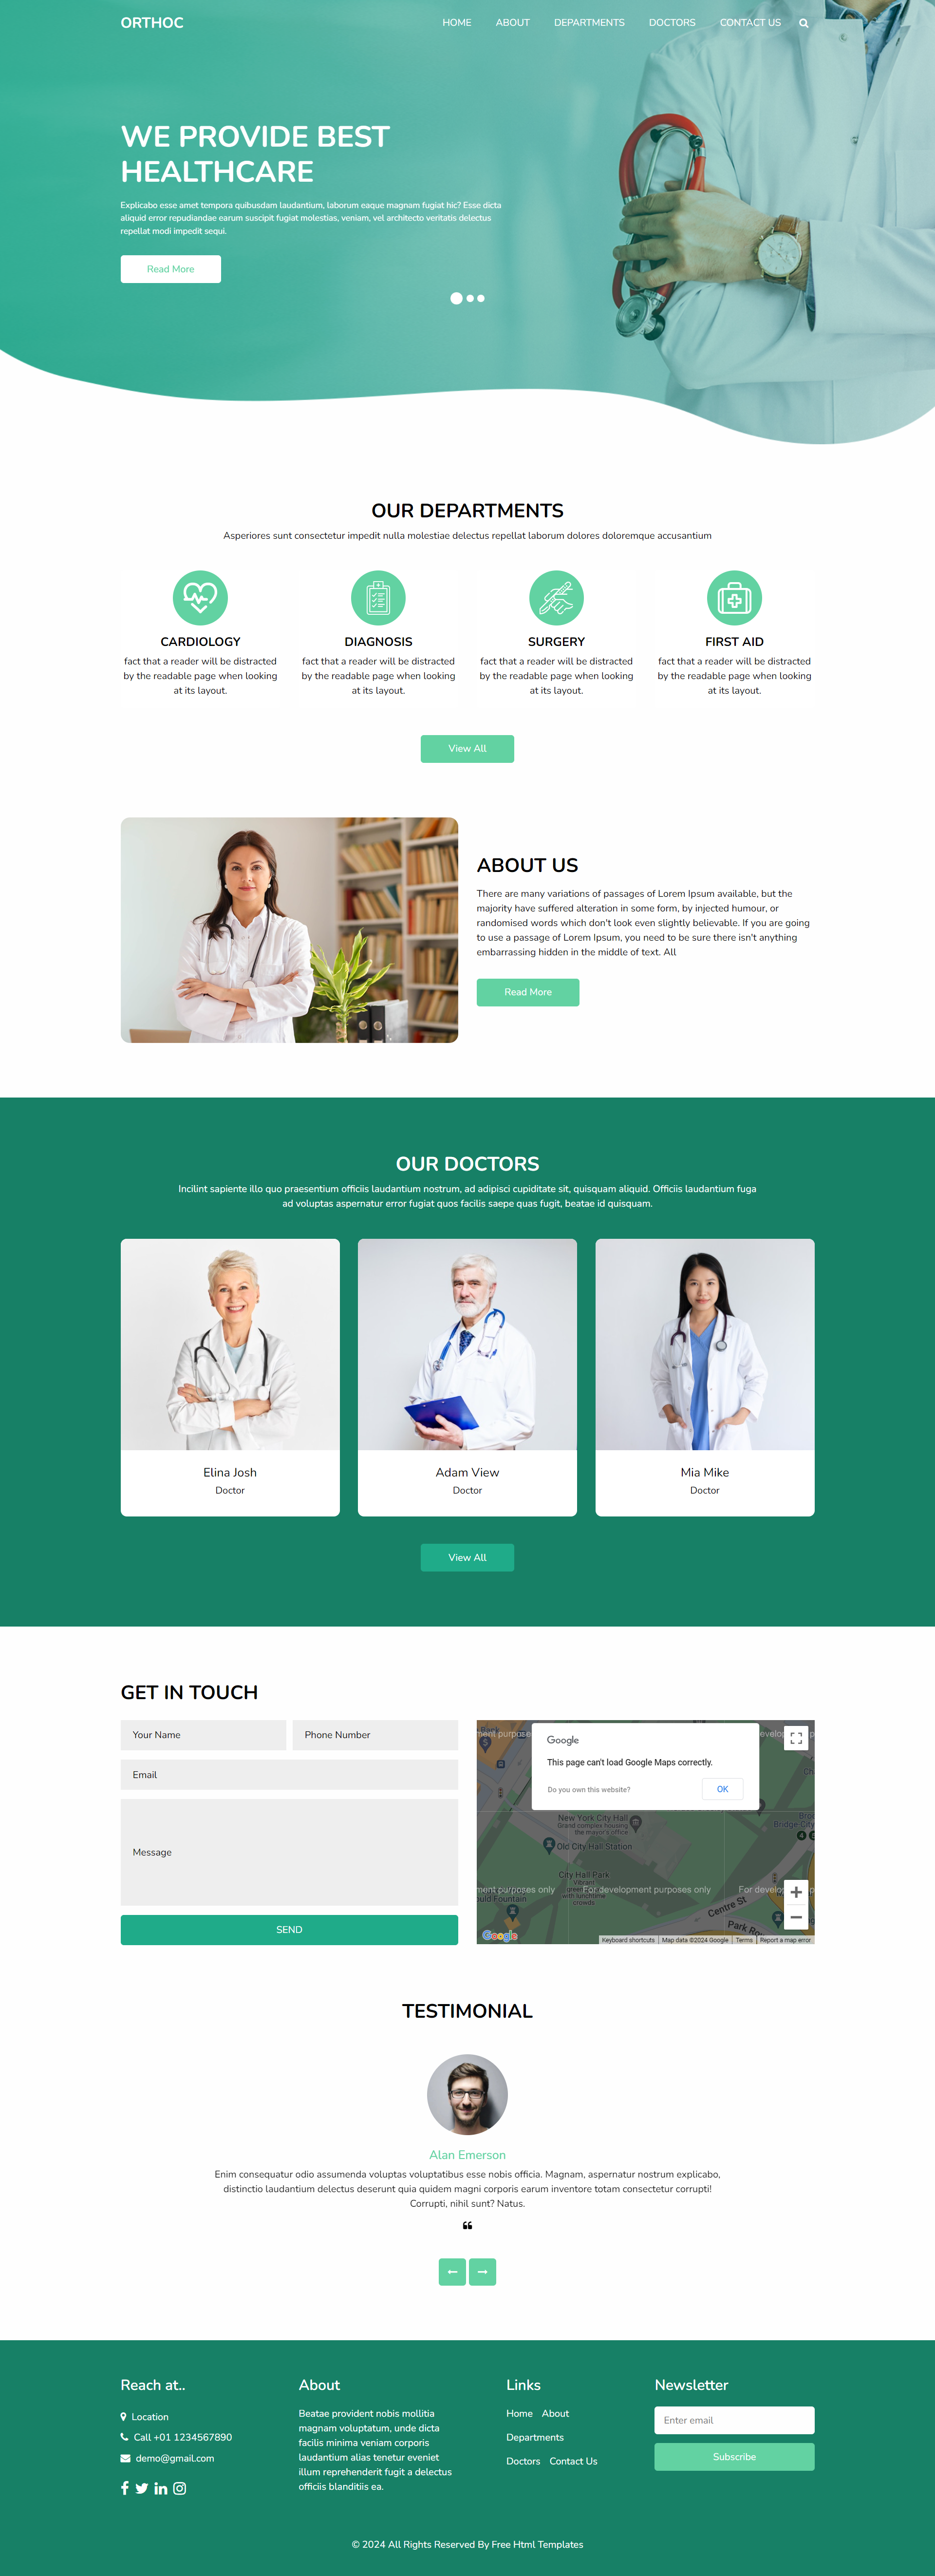 ORTHOC
HOME ABOUT DEPARTMENTS DOCTORS CONTACT US
WE PROVIDE BEST
HEALTHCARE
Explicabo esse amet tempora quibusdam laudantium, laborum eaque magnam fugiat hic? Esse dicta
aliquid error repudiandae earum suscipit fugiat molestias, veniam, vel architecto veritatis delectus
repellat modi impedit sequi.
Read More
OUR DEPARTMENTS
Asperiores sunt consectetur impedit nulla molestiae delectus repellat laborum dolores doloremque accusantium
CARDIOLOGY
fact that a reader will be distracted
by the readable page when looking
at its layout.
DIAGNOSIS
fact that a reader will be distracted
by the readable page when looking
at its layout.
SURGERY
fact that a reader will be distracted
by the readable page when looking
at its layout.
FIRST AID
fact that a reader will be distracted
by the readable page when looking
at its layout.
View All
ABOUT US
There are many variations of passages of Lorem Ipsum available, but the
majority have suffered alteration in some form, by injected humour, or
randomised words which don't look even slightly believable. If you are going
to use a passage of Lorem Ipsum, you need to be sure there isn't anything
embarrassing hidden in the middle of text. All
Read More
OUR DOCTORS
Incilint sapiente illo quo praesentium officiis laudantium nostrum, ad adipisci cupiditate sit, quisquam aliquid. Officiis laudantium fuga
ad voluptas aspernatur error fugiat quos facilis saepe quas fugit, beatae id quisquam.
Elina Josh
Doctor
Adam View
Doctor
Mia Mike
Doctor
View All
GET IN TOUCH
Your Name
Phone Number
Email
Message
SEND
Google
This page can't load Google Maps correctly.
Do you own this website?
OK
New York City Hall
Grand complex housing
the mayor's office
Old City Hall Station
City Hall Park
Vibrant
green with lunchtime
crowds
ment purposes only
For development purposes only
Centre St
Park Row
Google
Keyboard shortcuts
Map data ©2024 Google
Terms
Report a map error
TESTIMONIAL
Alan Emerson
Enim consequatur odio assumenda voluptas voluptatibus esse nobis officia. Magnam, aspernatur nostrum explicabo,
distinctio laudantium delectus deserunt quia quidem magni corporis earum inventore totam consectetur corrupti!
Corrupti, nihil sunt? Natus.
Reach at..
Location
Call +01 1234567890
demo@gmail.com
About
Beatae provident nobis mollitia
magnam voluptatum, unde dicta
facilis minima veniam corporis
laudantium alias tenetur eveniet
illum reprehenderit fugit a delectus
officiis blanditiis ea.
Links
Home About
Departments
Doctors Contact Us
Newsletter
Enter email
Subscribe
© 2024 All Rights Reserved By Free Html Templates